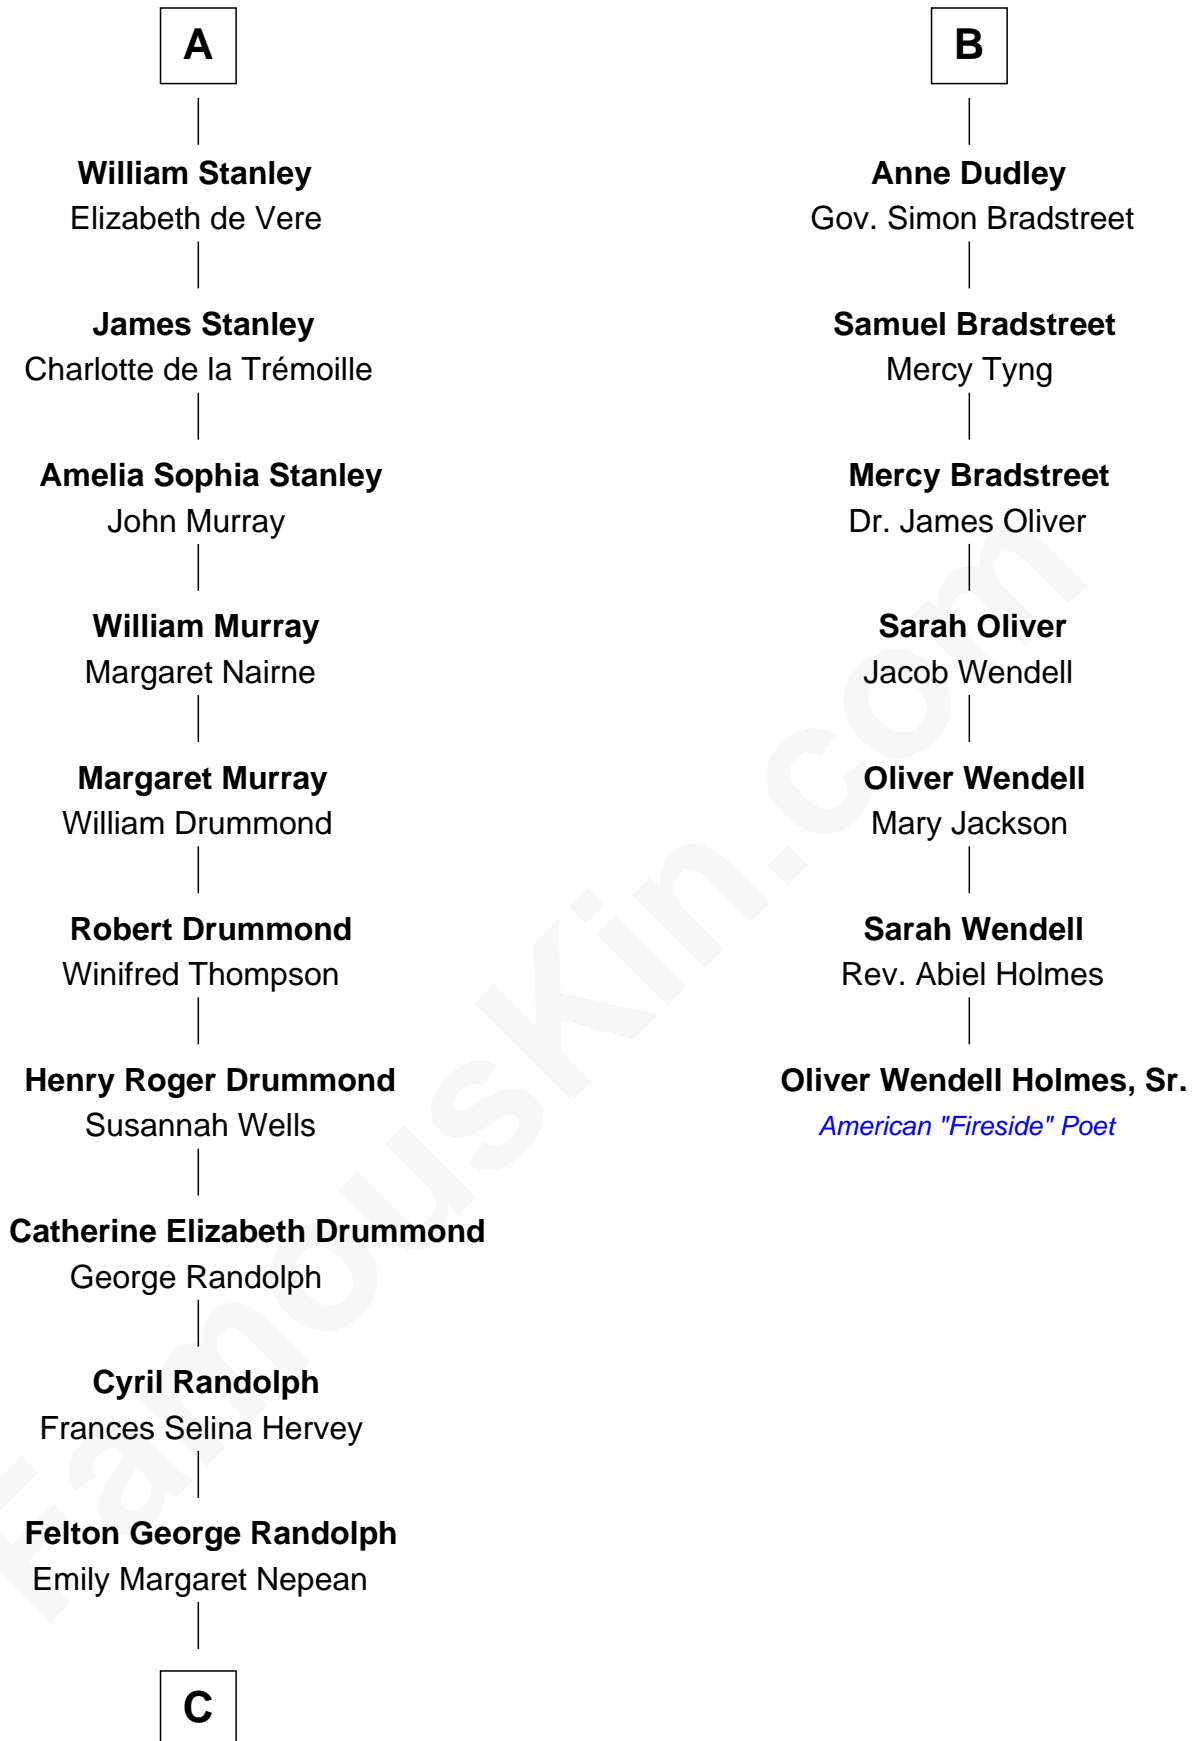 A
William Stanley
Elizabeth de Vere
James Stanley
Charlotte de la Trémoille
Amelia Sophia Stanley
John Murray
William Murray
Margaret Nairne
Margaret Murray
William Drummond
Robert Drummond
Winifred Thompson
Henry Roger Drummond
Susannah Wells
Catherine Elizabeth Drummond
George Randolph
Cyril Randolph
Frances Selina Hervey
Felton George Randolph
Emily Margaret Nepean
C
B
Anne Dudley
Gov. Simon Bradstreet
Samuel Bradstreet
Mercy Tyng
Mercy Bradstreet
Dr. James Oliver
Sarah Oliver
Jacob Wendell
Oliver Wendell
Mary Jackson
Sarah Wendell
Rev. Abiel Holmes
Oliver Wendell Holmes, Sr.
American "Fireside" Poet
FamousKin.com